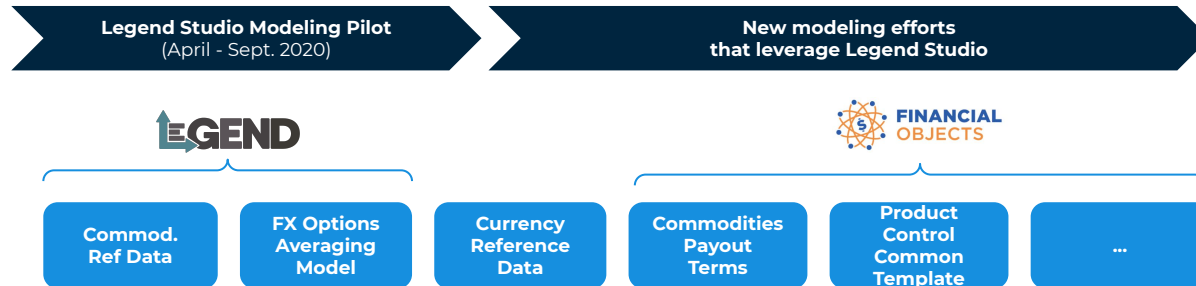 Legend Studio Modeling Pilot
(April - Sept. 2020)
New modeling efforts
that leverage Legend Studio
LEGEND
$
FINANCIAL
OBJECTS
Commod.
Ref Data
FX Options
Averaging
Model
Currency
Reference
Data
Commodities
Payout
Terms
Product
Control
Common
Template
...